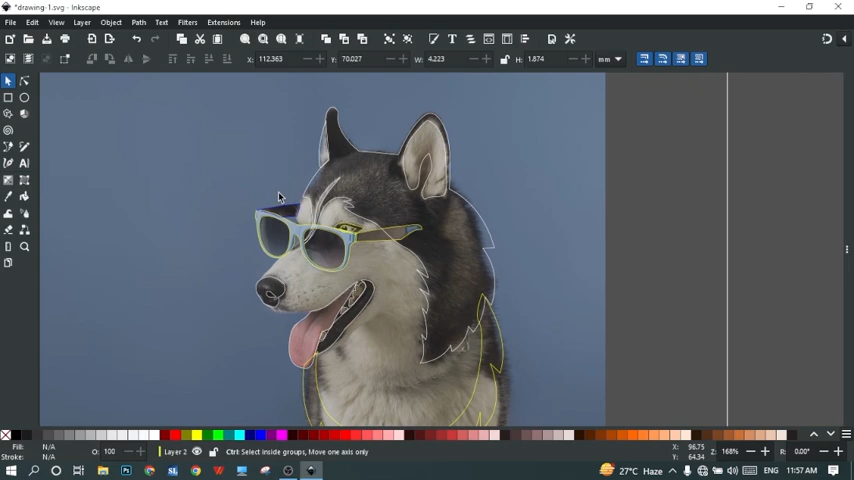 *drawing-1.svg - Inkscape
File Edit View Layer Object Path Text Filters Extensions Help
X: 112.363 Y: 70.027 W: 4.223 H: 1.874 mm
Fill: N/A
Stroke: N/A
O: 100
Layer 2
Ctrl: Select inside groups, Move one axis only
X: 96.75
Y: 64.34
Z: 168%
R: 0.00°
27°C Haze
ENG 11:57 AM